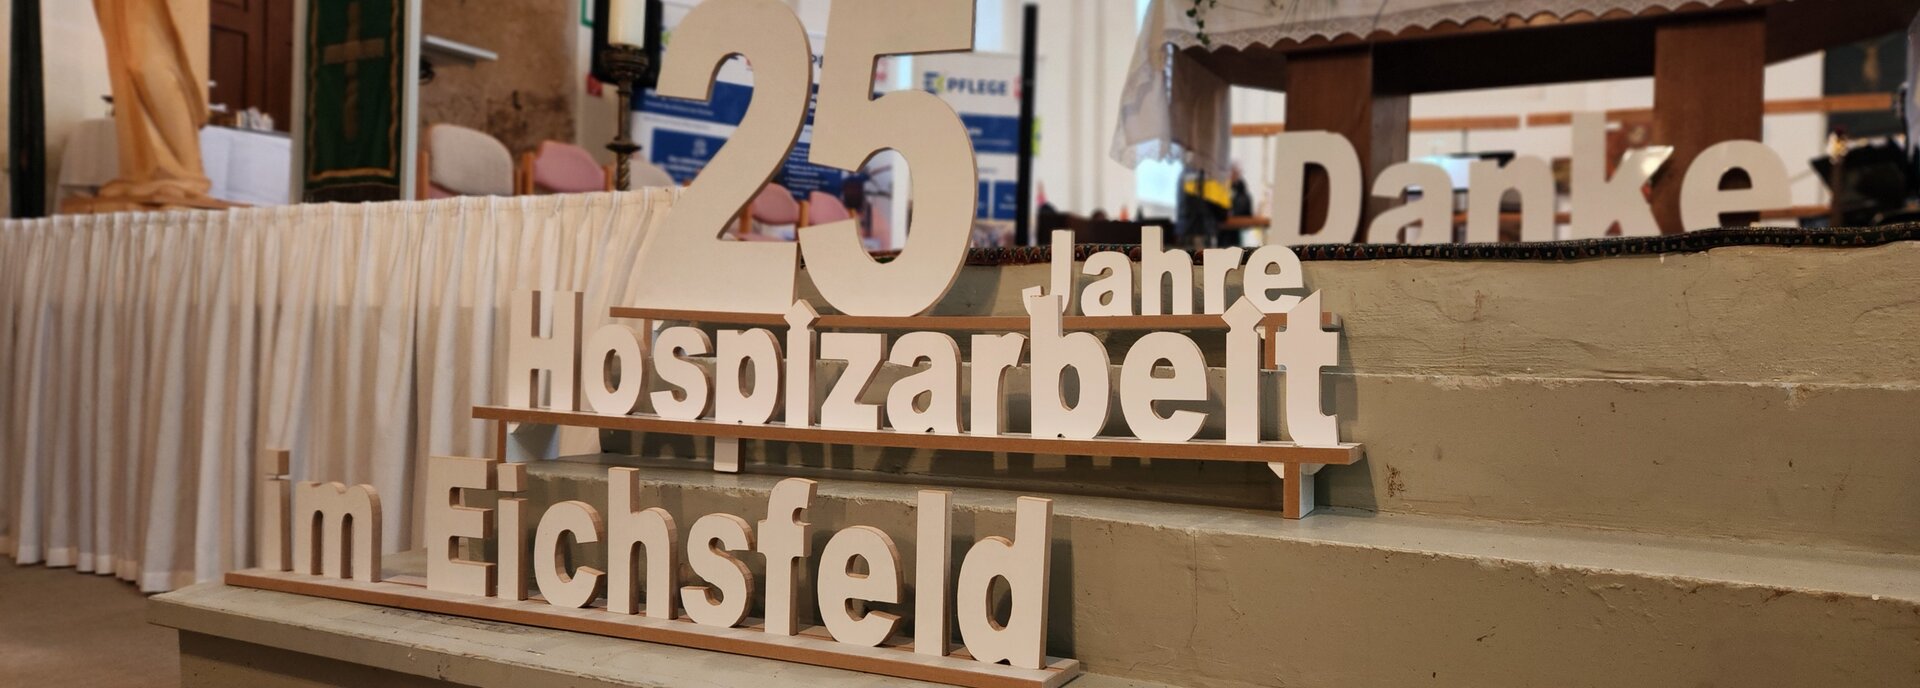 PFLEGE
25
Danke
Jahre
Hospizarbeit
im Eichsfeld